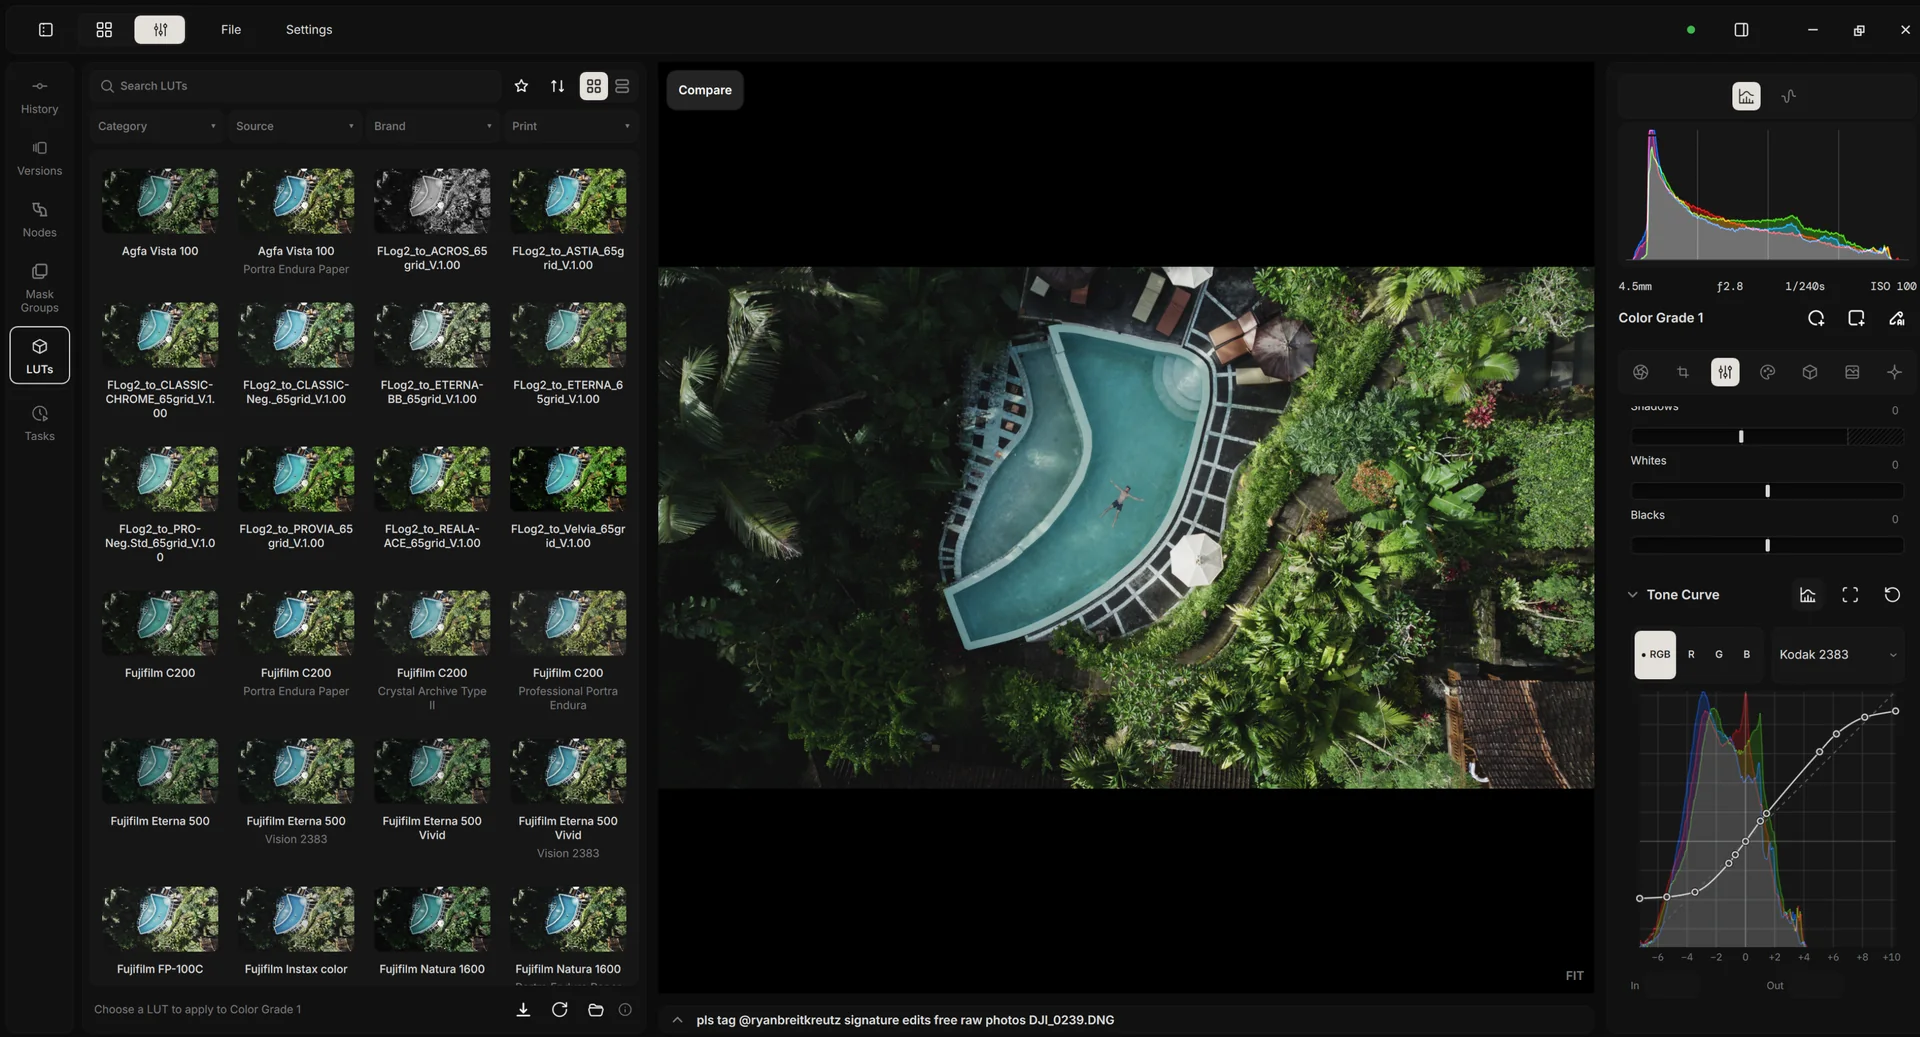 File
Settings
History
Versions
Nodes
Mask
Groups
LUTs
Tasks
Search LUTs
Category
Source
Brand
Print
Agfa Vista 100
Agfa Vista 100
Portra Endura Paper
FLog2_to_ACROS_65
grid_V.1.00
FLog2_to_ASTIA_65g
rid_V.1.00
FLog2_to_CLASSIC-
CHROME_65grid_V.1.
00
FLog2_to_CLASSIC-
Neg._65grid_V.1.00
FLog2_to_ETERNA-
BB_65grid_V.1.00
FLog2_to_ETERNA_6
5grid_V.1.00
FLog2_to_PRO-
Neg.Std_65grid_V.1.0
0
FLog2_to_PROVIA_65
grid_V.1.00
FLog2_to_REALA-
ACE_65grid_V.1.00
FLog2_to_Velvia_65gr
id_V.1.00
Fujifilm C200
Fujifilm C200
Portra Endura Paper
Fujifilm C200
Crystal Archive Type
II
Fujifilm C200
Professional Portra
Endura
Fujifilm Eterna 500
Fujifilm Eterna 500
Vision 2383
Fujifilm Eterna 500
Vivid
Fujifilm Eterna 500
Vivid
Vision 2383
Fujifilm FP-100C
Fujifilm Instax color
Fujifilm Natura 1600
Fujifilm Natura 1600
Choose a LUT to apply to Color Grade 1
Compare
FIT
pls tag @ryanbreitkreutz signature edits free raw photos DJI_0239.DNG
4.5mm ƒ2.8 1/240s ISO 100
Color Grade 1
AI
Shadows 0
Whites 0
Blacks 0
Tone Curve
RGB R G B Kodak 2383
−6 −4 −2 0 +2 +4 +6 +8 +10
In Out